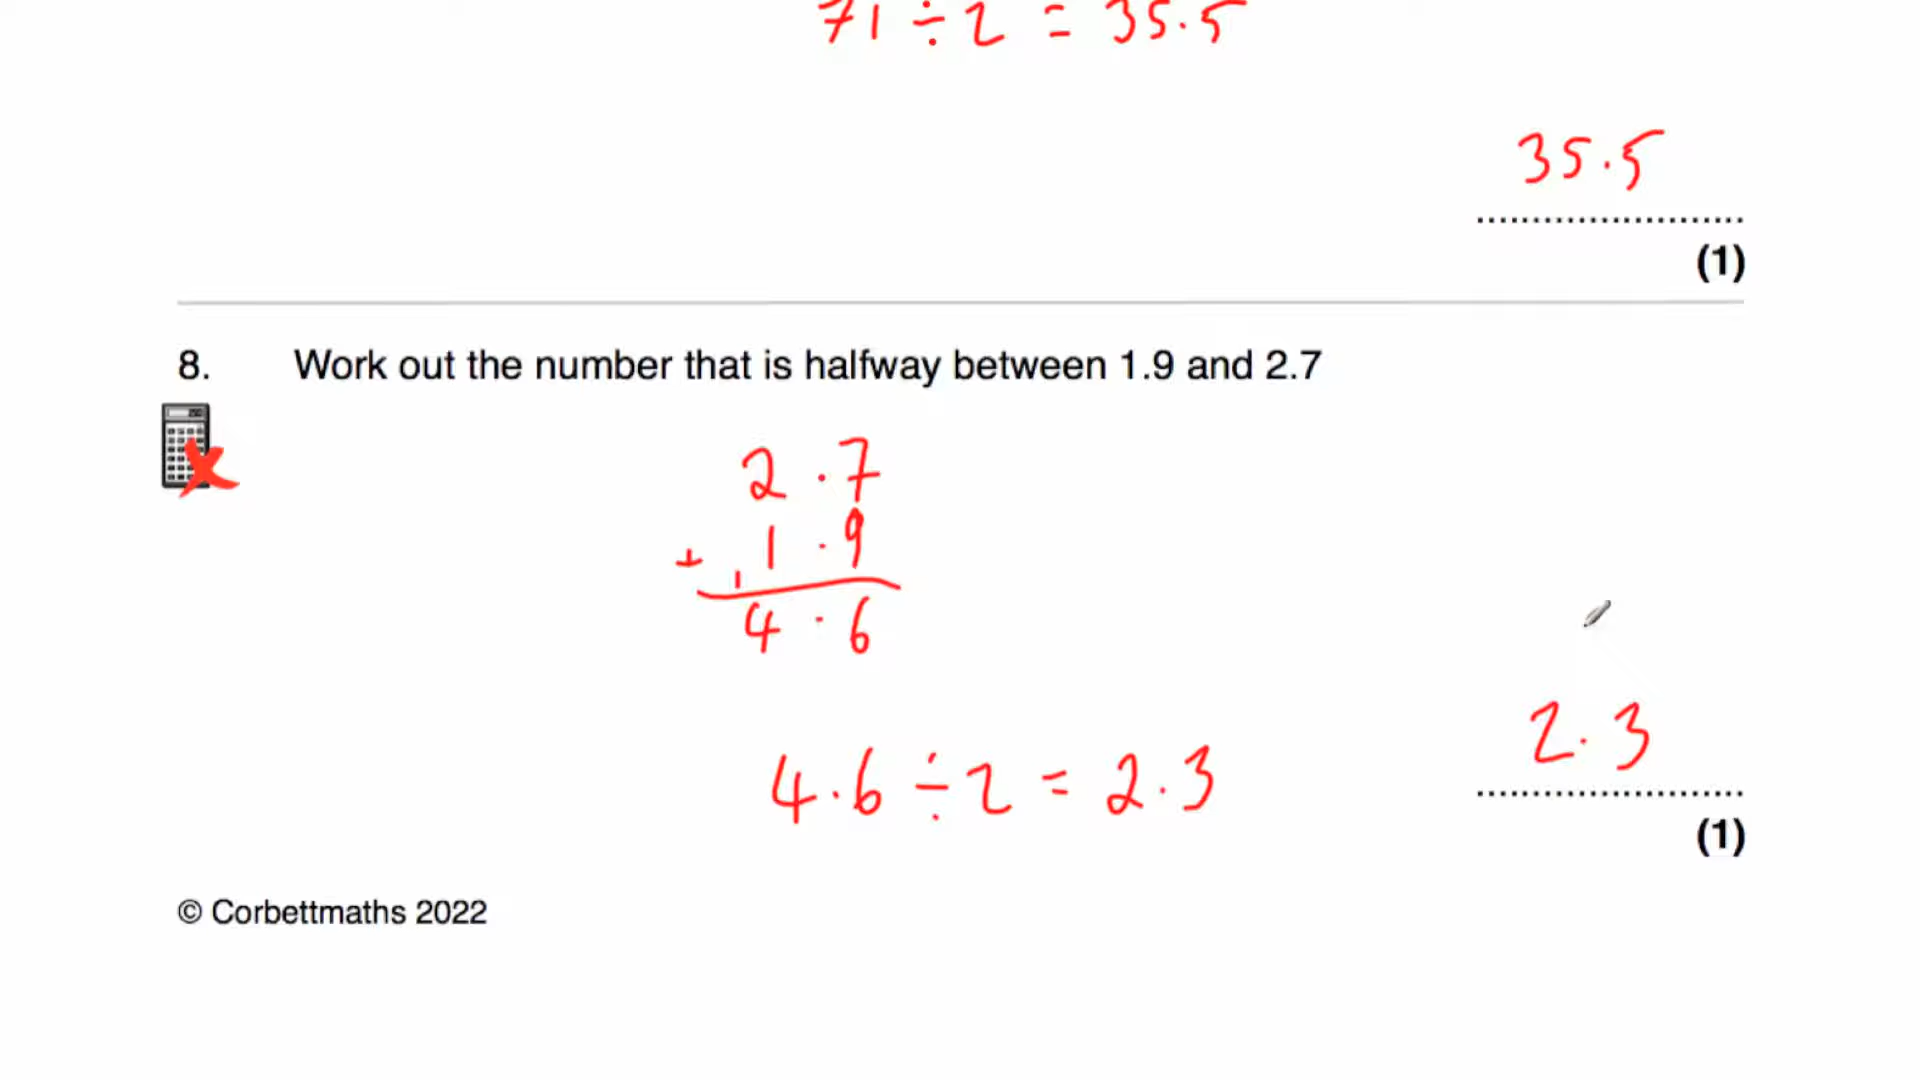 71 ÷ 2 = 35.5
35.5
(1)
8. Work out the number that is halfway between 1.9 and 2.7
2.7
+ 1.9
1
4.6
4.6 ÷ 2 = 2.3
2.3
(1)
© Corbettmaths 2022